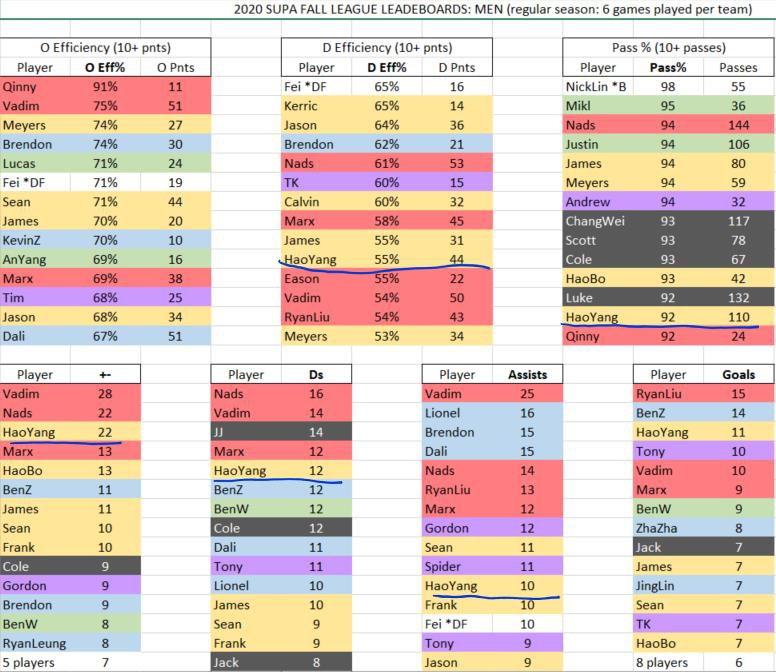 2020 SUPA FALL LEAGUE LEADEBOARDS: MEN (regular season: 6 games played per team)
O Efficiency (10+ pnts)
Player O Eff% O Pnts
Qinny 91% 11
Vadim 75% 51
Meyers 74% 27
Brendon 74% 30
Lucas 71% 24
Fei *DF 71% 19
Sean 71% 44
James 70% 20
KevinZ 70% 10
AnYang 69% 16
Marx 69% 38
Tim 68% 25
Jason 68% 34
Dali 67% 51
D Efficiency (10+ pnts)
Player D Eff% D Pnts
Fei *DF 65% 16
Kerric 65% 14
Jason 64% 36
Brendon 62% 21
Nads 61% 53
TK 60% 15
Calvin 60% 32
Marx 58% 45
James 55% 31
HaoYang 55% 44
Eason 55% 22
Vadim 54% 50
RyanLiu 54% 43
Meyers 53% 34
Pass % (10+ passes)
Player Pass% Passes
NickLin *B 98 55
Mikl 95 36
Nads 94 144
Justin 94 106
James 94 80
Meyers 94 59
Andrew 94 32
ChangWei 93 117
Scott 93 78
Cole 93 67
HaoBo 93 42
Luke 92 132
HaoYang 92 110
Qinny 92 24
Player +-
Vadim 28
Nads 22
HaoYang 22
Marx 13
HaoBo 13
BenZ 11
James 11
Sean 10
Frank 10
Cole 9
Gordon 9
Brendon 9
BenW 8
RyanLeung 8
5 players 7
Player Ds
Nads 16
Vadim 14
JJ 14
Marx 12
HaoYang 12
BenZ 12
BenW 12
Cole 12
Dali 11
Tony 11
Lionel 10
James 10
Sean 9
Frank 9
Jack 8
Player Assists
Vadim 25
Lionel 16
Brendon 15
Dali 15
Nads 14
RyanLiu 13
Marx 12
Gordon 12
Sean 11
Spider 11
HaoYang 10
Frank 10
Fei *DF 10
Tony 9
Jason 9
Player Goals
RyanLiu 15
BenZ 14
HaoYang 11
Tony 10
Vadim 10
Marx 9
BenW 9
ZhaZha 8
Jack 7
James 7
JingLin 7
Sean 7
TK 7
HaoBo 7
8 players 6